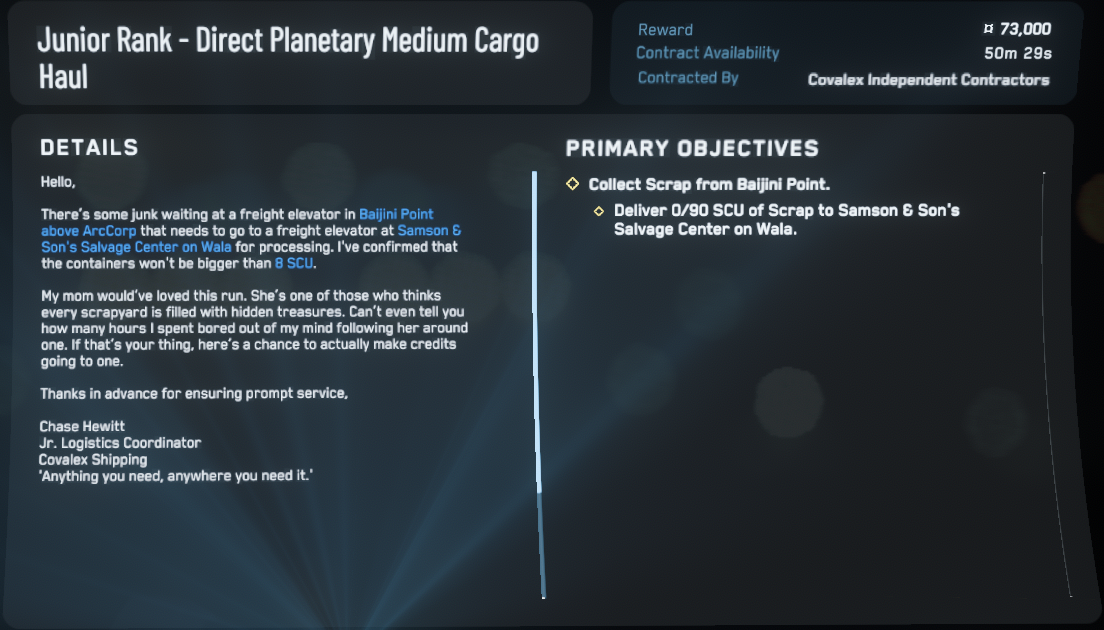 Junior Rank - Direct Planetary Medium Cargo
Haul
Reward ¤ 73,000
Contract Availability 50m 29s
Contracted By Covalex Independent Contractors
DETAILS
Hello,
There's some junk waiting at a freight elevator in Baijini Point
above ArcCorp that needs to go to a freight elevator at Samson &
Son's Salvage Center on Wala for processing. I've confirmed that
the containers won't be bigger than 8 SCU.
My mom would've loved this run. She's one of those who thinks
every scrapyard is filled with hidden treasures. Can't even tell you
how many hours I spent bored out of my mind following her around
one. If that's your thing, here's a chance to actually make credits
going to one.
Thanks in advance for ensuring prompt service,
Chase Hewitt
Jr. Logistics Coordinator
Covalex Shipping
'Anything you need, anywhere you need it.'
PRIMARY OBJECTIVES
Collect Scrap from Baijini Point.
Deliver 0/90 SCU of Scrap to Samson & Son's
Salvage Center on Wala.